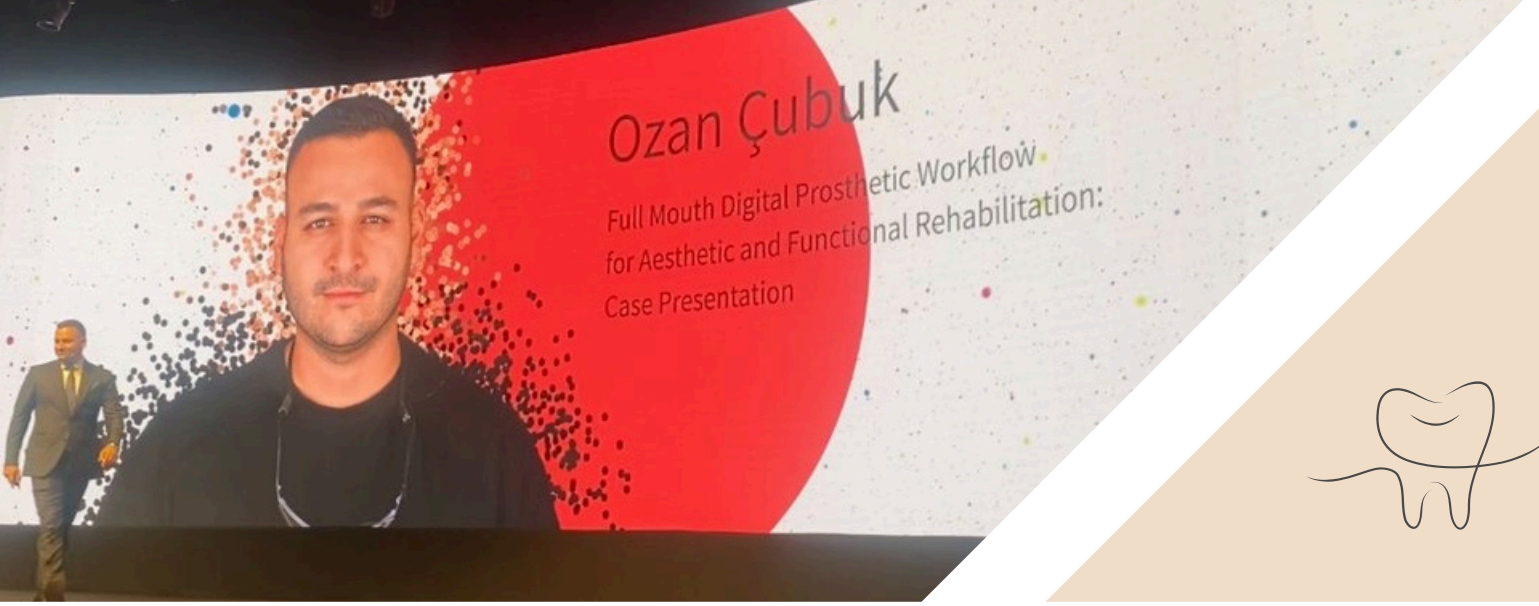 Ozan Çubuk
Full Mouth Digital Prosthetic Workflow
for Aesthetic and Functional Rehabilitation:
Case Presentation